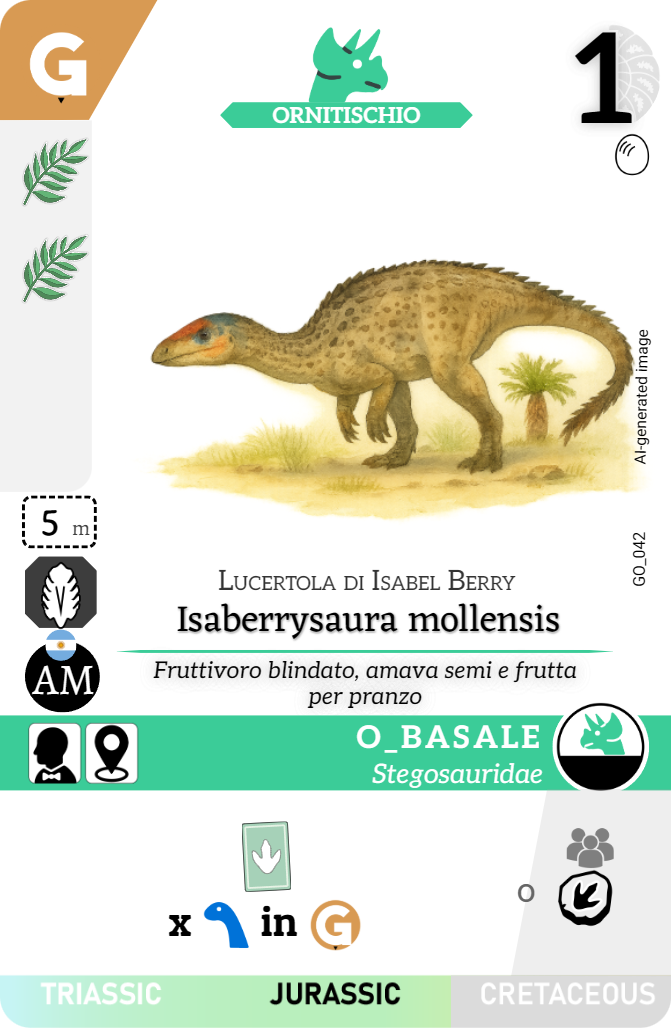 G
ORNITISCHIO
1
AI-generated image
5 m
GO_042
LUCERTOLA DI ISABEL BERRY
Isaberrysaura mollensis
AM
Fruttivoro blindato, amava semi e frutta
per pranzo
O_BASALE
Stegosauridae
O
x in G
TRIASSIC JURASSIC CRETACEOUS